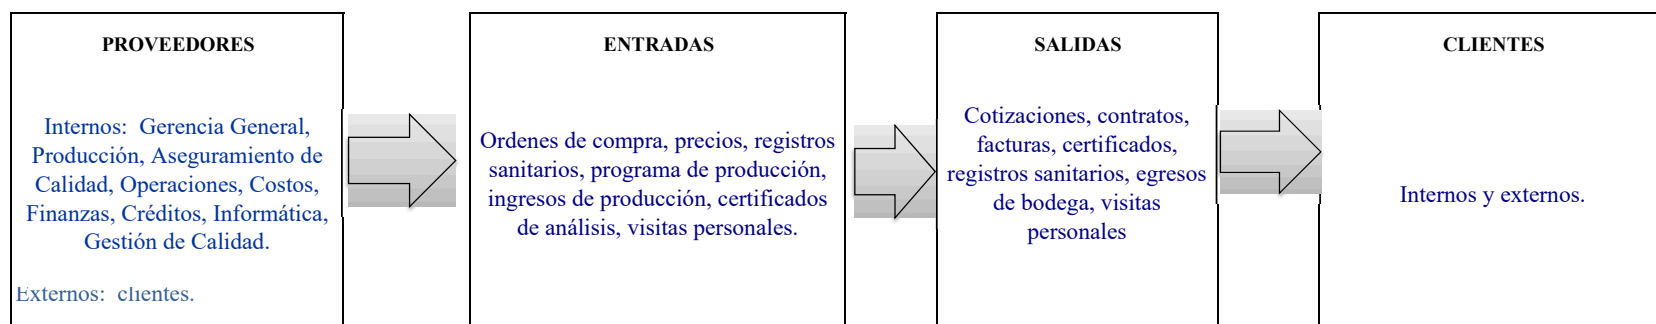 PROVEEDORES
Internos: Gerencia General,
Producción, Aseguramiento de
Calidad, Operaciones, Costos,
Finanzas, Créditos, Informática,
Gestión de Calidad.
Externos: clientes.
ENTRADAS
Ordenes de compra, precios, registros
sanitarios, programa de producción,
ingresos de producción, certificados
de análisis, visitas personales.
SALIDAS
Cotizaciones, contratos,
facturas, certificados,
registros sanitarios, egresos
de bodega, visitas
personales
CLIENTES
Internos y externos.